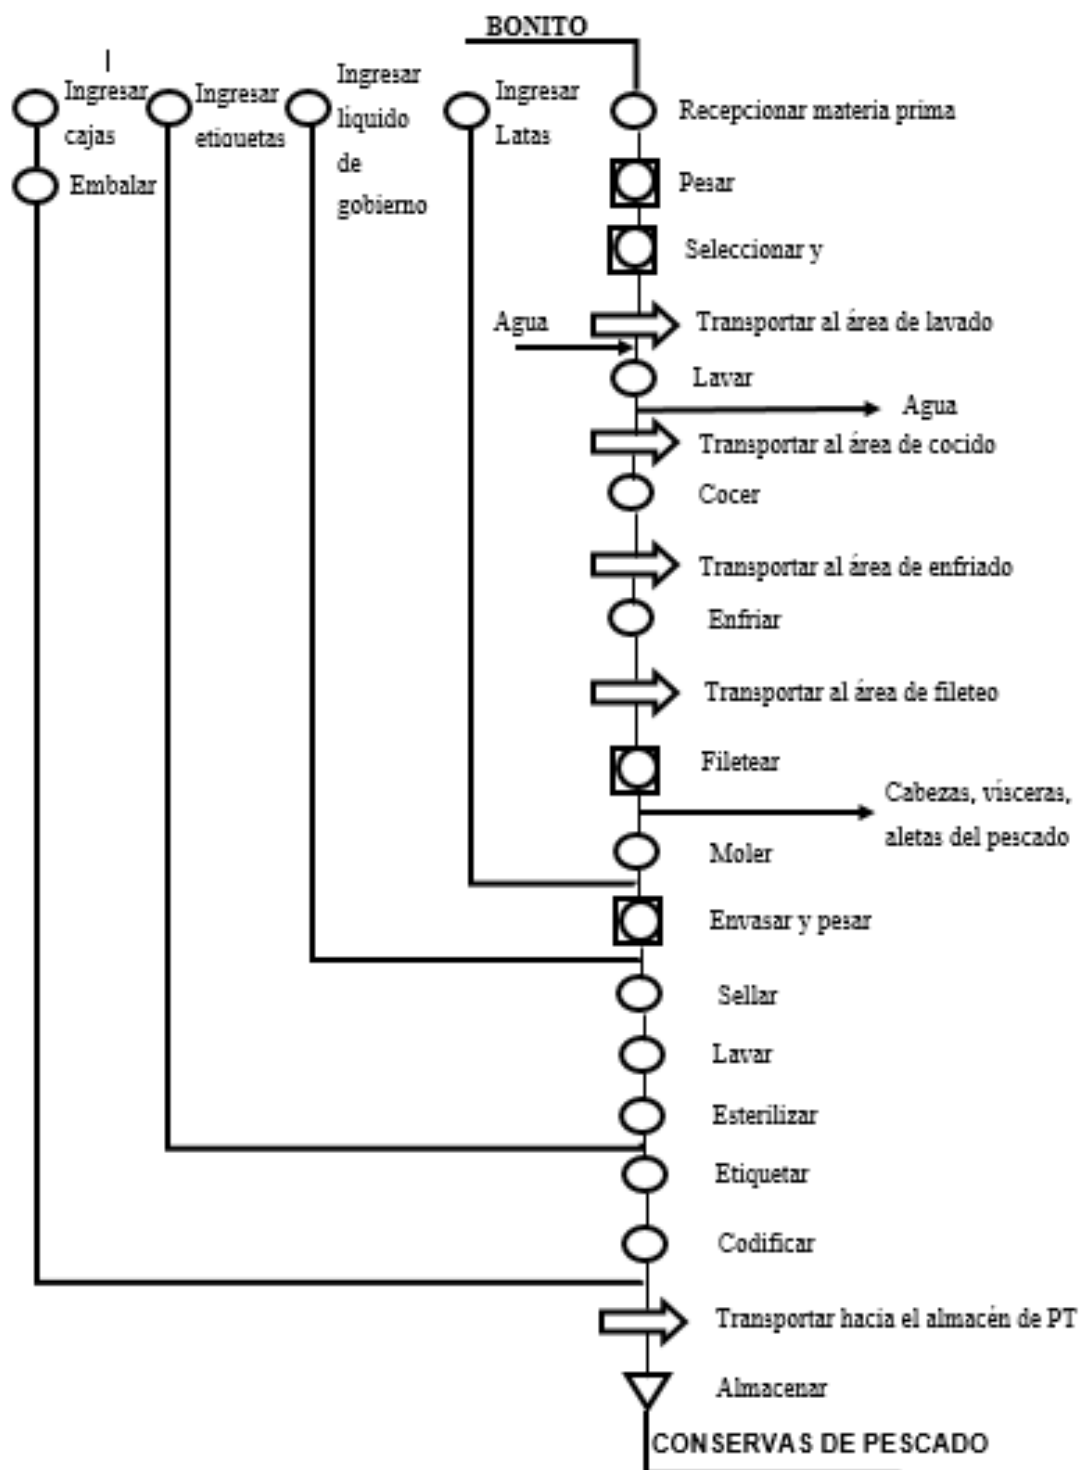 BONITO
Ingresar
cajas
Embalar
Ingresar
etiquetas
Ingresar
líquido
de
gobierno
Ingresar
Latas
Recepcionar materia prima
Pesar
Seleccionar y
Agua
Transportar al área de lavado
Lavar
Agua
Transportar al área de cocido
Cocer
Transportar al área de enfriado
Enfriar
Transportar al área de fileteo
Filetear
Cabezas, vísceras,
aletas del pescado
Moler
Envasar y pesar
Sellar
Lavar
Esterilizar
Etiquetar
Codificar
Transportar hacia el almacén de PT
Almacenar
CONSERVAS DE PESCADO